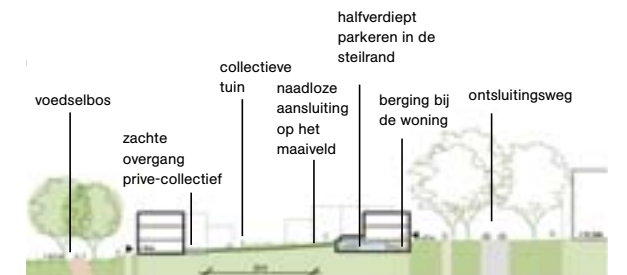 voedselbos
zachte
overgang
prive-collectief
collectieve
tuin
naadloze
aansluiting
op het
maaiveld
halfverdiept
parkeren in de
steilrand
berging bij
de woning
ontsluitingsweg